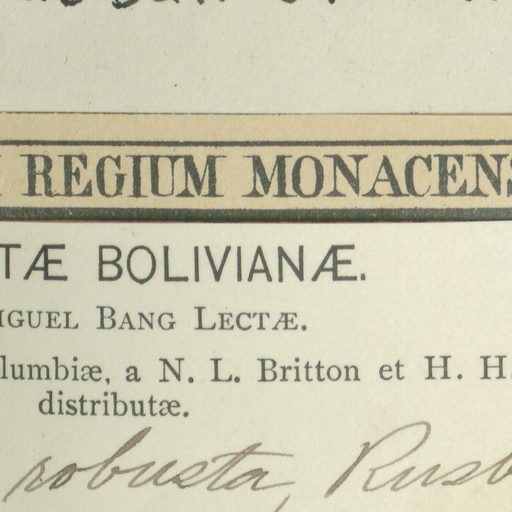 REGIUM MONACENS
TÆ BOLIVIANÆ.
IGUEL BANG LECTÆ.
lumbiæ, a N. L. Britton et H. H.
distributæ.
robusta, Rusb